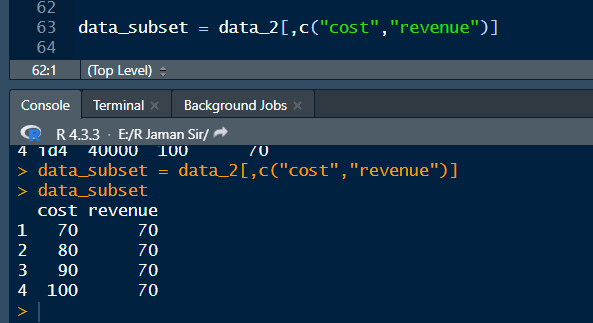 62
63 data_subset = data_2[,c("cost","revenue")]
64
62:1 (Top Level)
Console Terminal Background Jobs
R 4.3.3 · E:/R Jaman Sir/
4 id4 40000 100 70
> data_subset = data_2[,c("cost","revenue")]
> data_subset
cost revenue
1 70 70
2 80 70
3 90 70
4 100 70
>